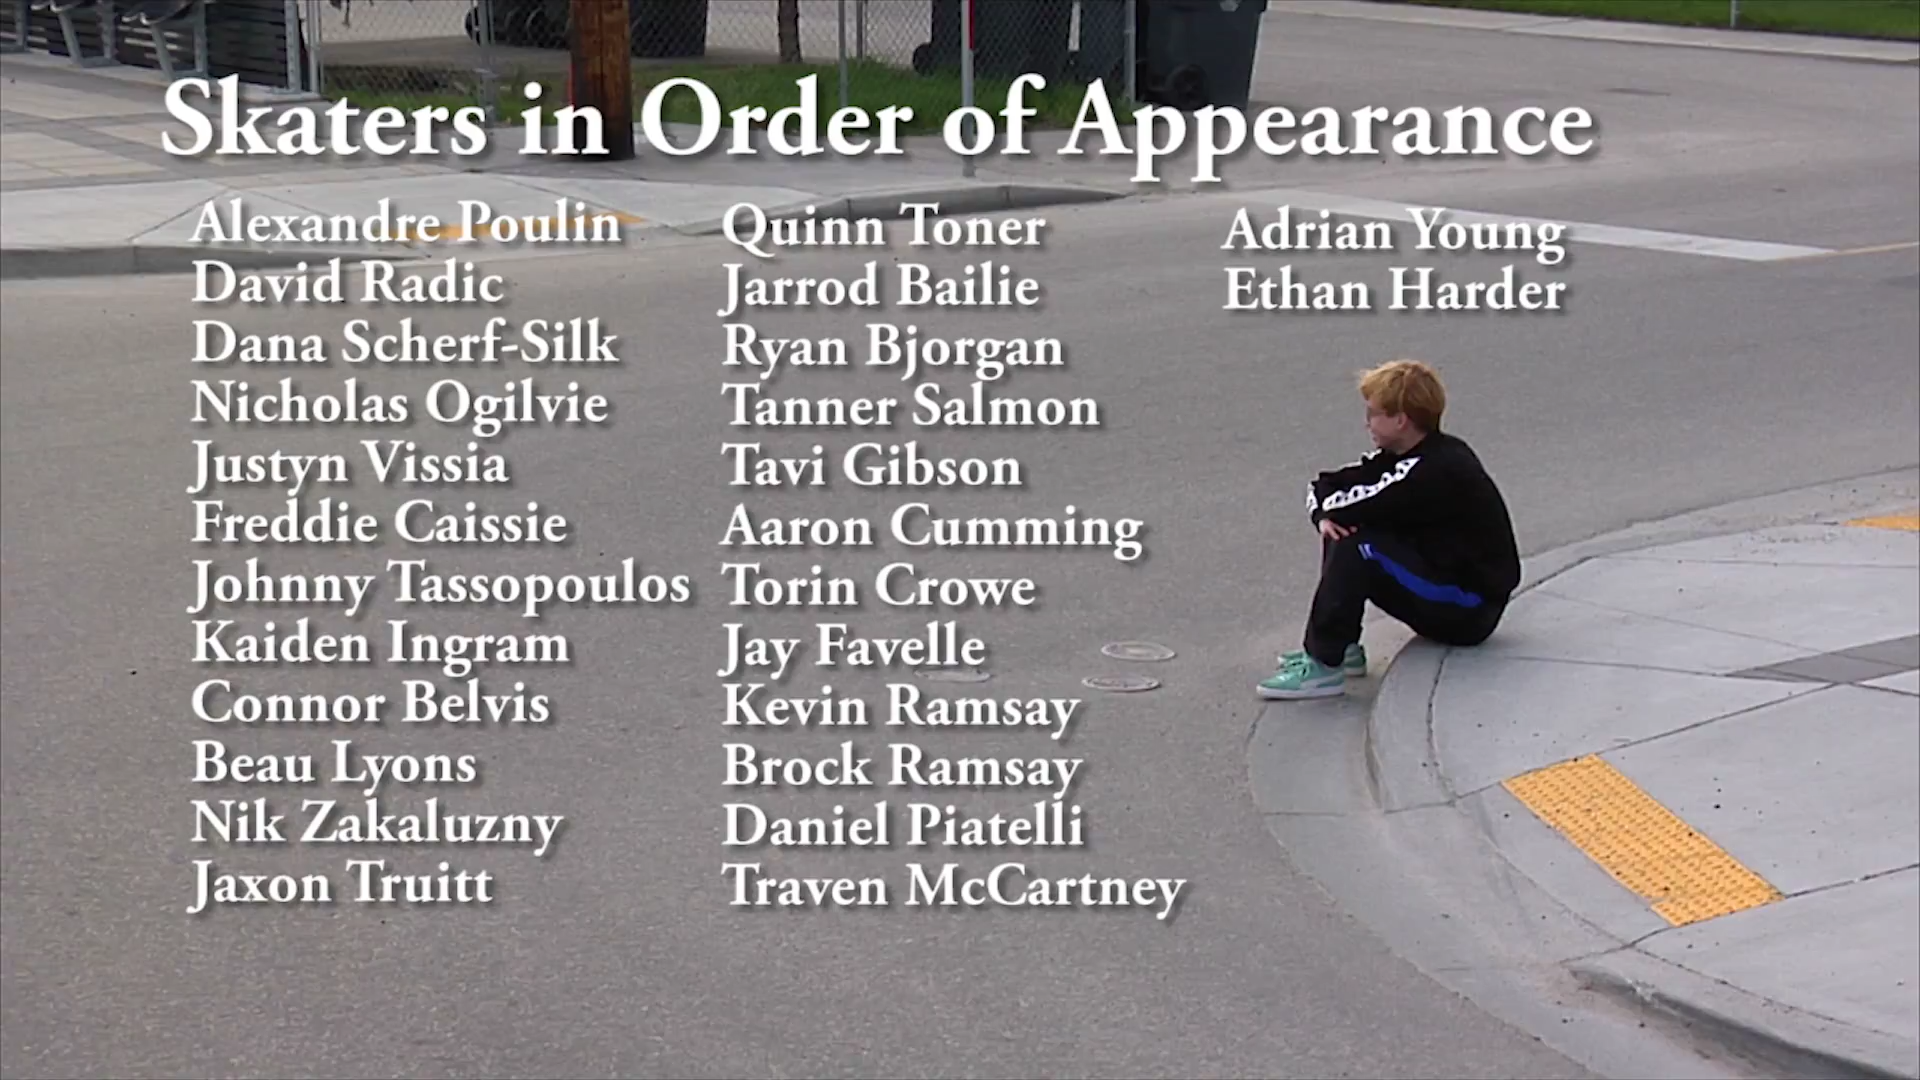 Skaters in Order of Appearance
Alexandre Poulin
David Radic
Dana Scherf-Silk
Nicholas Ogilvie
Justyn Vissia
Freddie Caissie
Johnny Tassopoulos
Kaiden Ingram
Connor Belvis
Beau Lyons
Nik Zakaluzny
Jaxon Truitt
Quinn Toner
Jarrod Bailie
Ryan Bjorgan
Tanner Salmon
Tavi Gibson
Aaron Cumming
Torin Crowe
Jay Favelle
Kevin Ramsay
Brock Ramsay
Daniel Piatelli
Traven McCartney
Adrian Young
Ethan Harder